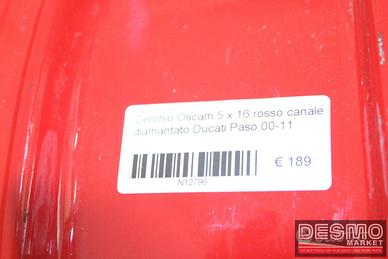 Cerchio Oscam 5 x 16 rosso canale
diamantato Ducati Paso 00-11
€ 189.
N12796
DESMO
MARKET